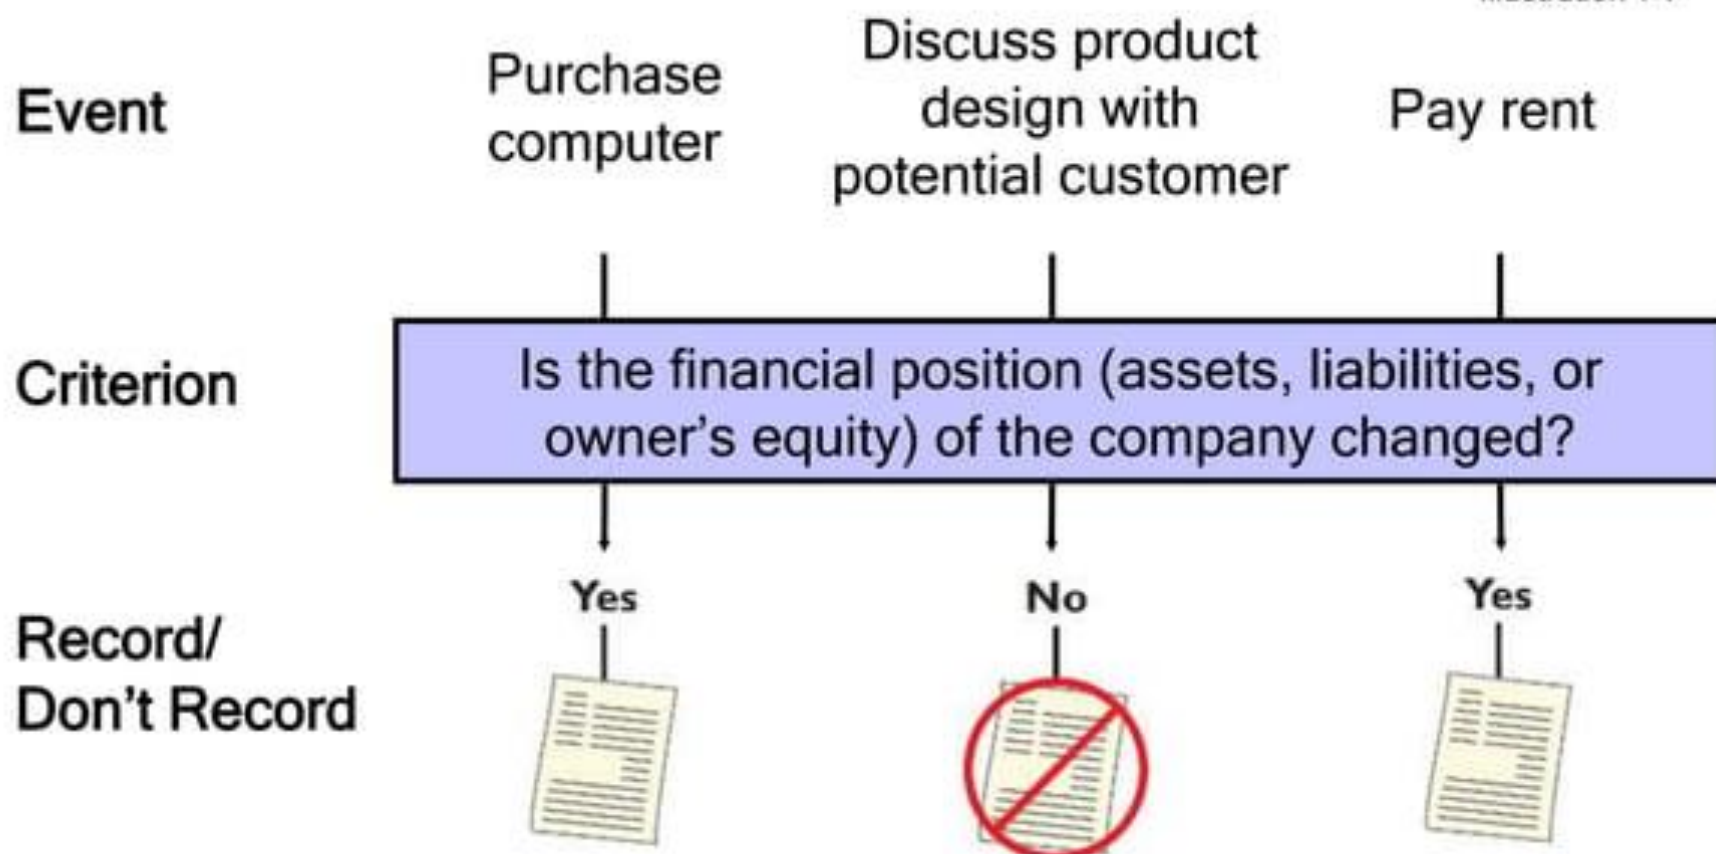 Event
Purchase
computer
Discuss product
design with
potential customer
Pay rent
Criterion
Is the financial position (assets, liabilities, or
owner's equity) of the company changed?
Yes
No
Yes
Record/
Don't Record